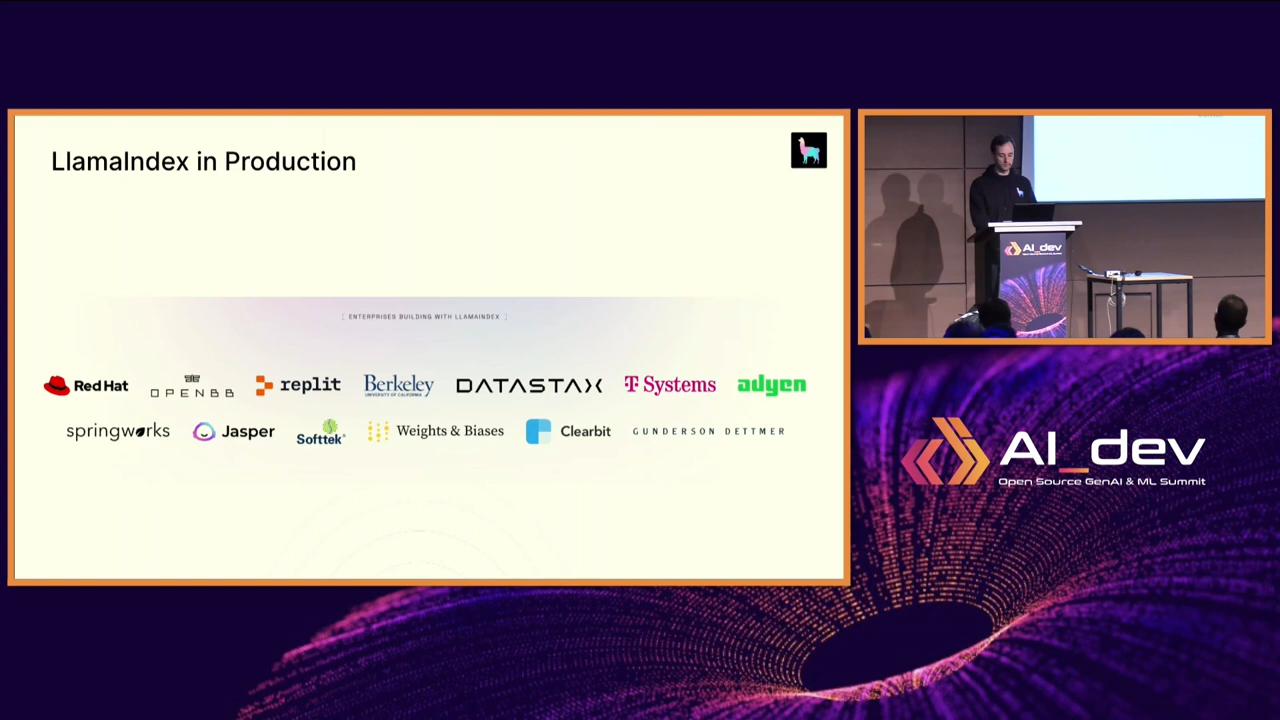 LlamaIndex in Production
[ ENTERPRISES BUILDING WITH LLAMAINDEX ]
Red Hat OPENBB replit Berkeley UNIVERSITY OF CALIFORNIA DATASTAX T Systems adyen
springworks Jasper Softtek Weights & Biases Clearbit GUNDERSON DETTMER
AI_dev
AI_dev
Open Source GenAI & ML Summit